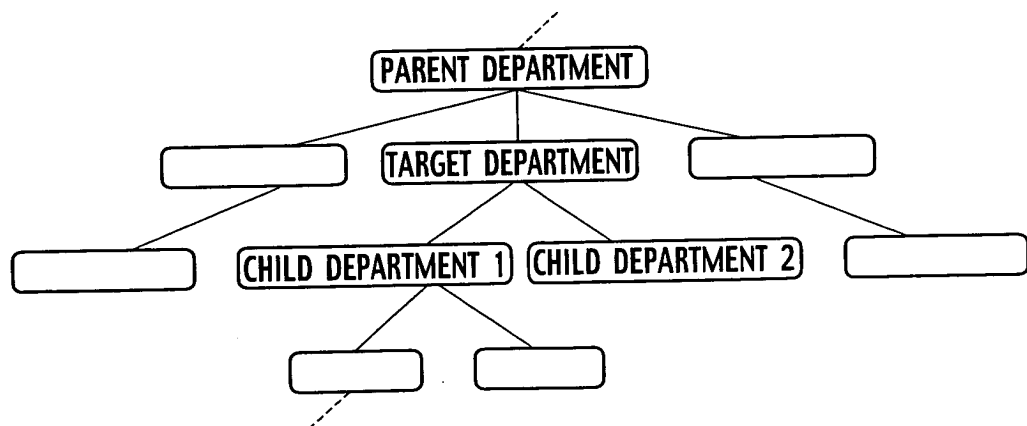 PARENT DEPARTMENT
TARGET DEPARTMENT
CHILD DEPARTMENT 1
CHILD DEPARTMENT 2